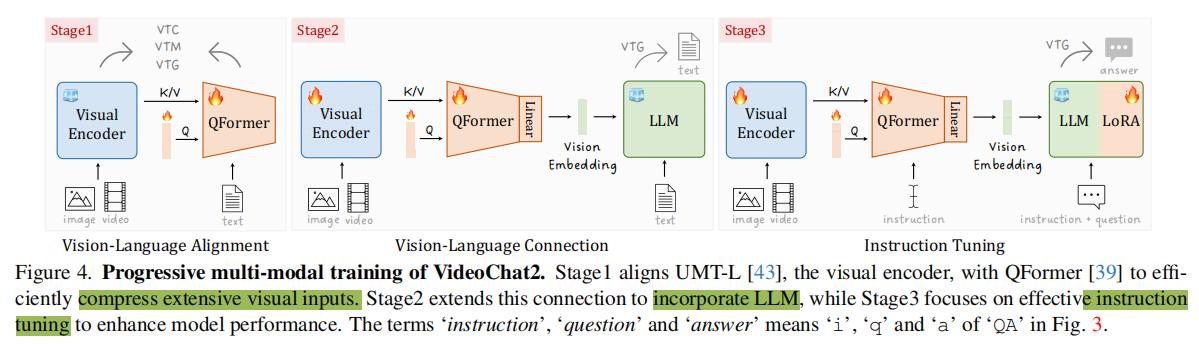 Stage1
VTC
VTM
VTG
Visual
Encoder
K/V
Q
QFormer
image video
text
Vision-Language Alignment
Stage2
VTG
text
Visual
Encoder
K/V
Q
QFormer
Linear
Vision
Embedding
LLM
image video
text
Vision-Language Connection
Stage3
VTG
answer
Visual
Encoder
K/V
Q
QFormer
Linear
Vision
Embedding
LLM
LoRA
image video
instruction
instruction + question
Instruction Tuning
Figure 4. Progressive multi-modal training of VideoChat2. Stage1 aligns UMT-L [43], the visual encoder, with QFormer [39] to effi-
ciently compress extensive visual inputs. Stage2 extends this connection to incorporate LLM, while Stage3 focuses on effective instruction
tuning to enhance model performance. The terms ‘instruction’, ‘question’ and ‘answer’ means ‘i’, ‘q’ and ‘a’ of ‘QA’ in Fig. 3.